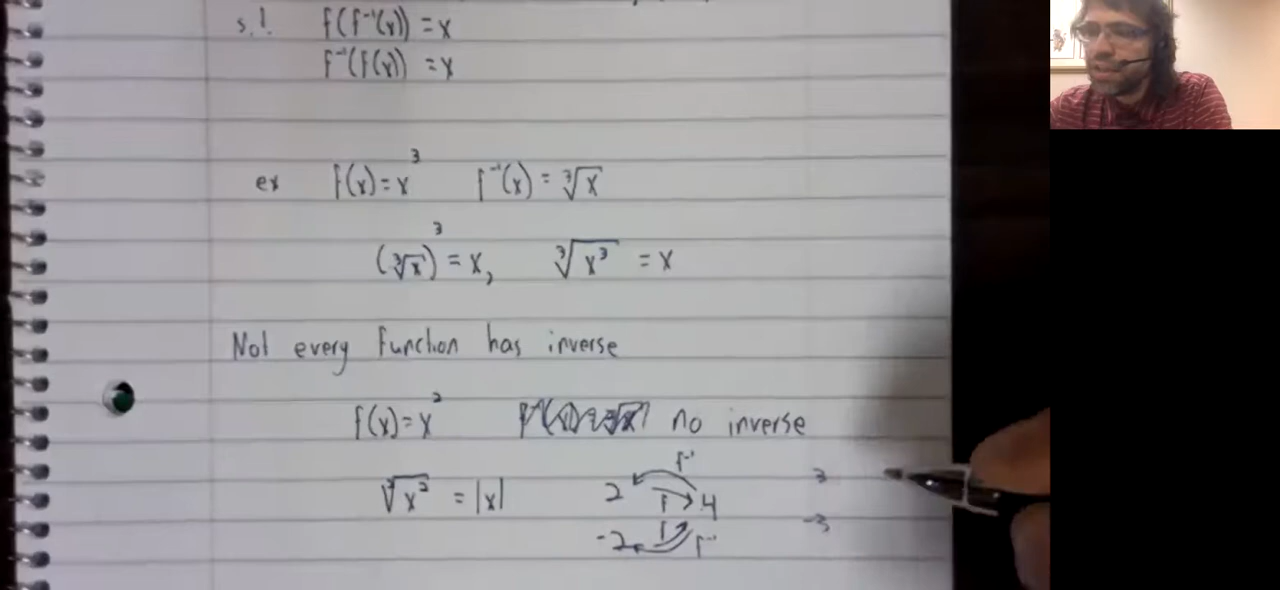 s.t. f(f⁻¹(x)) = x
f⁻¹(f(x)) = x
ex f(x) = x³ f⁻¹(x) = ∛x
(∛x)³ = x, ∛x³ = x
Not every function has inverse
f(x) = x² no inverse
√x² = |x|
f⁻¹
2 f 4 3
-2 f f⁻¹ -3